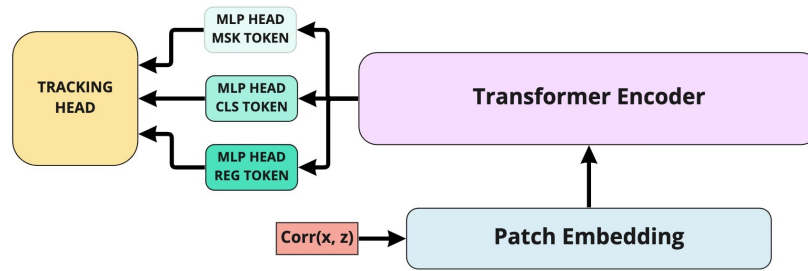 MLP HEAD
MSK TOKEN
TRACKING
HEAD
MLP HEAD
CLS TOKEN
Transformer Encoder
MLP HEAD
REG TOKEN
Corr(x, z)
Patch Embedding